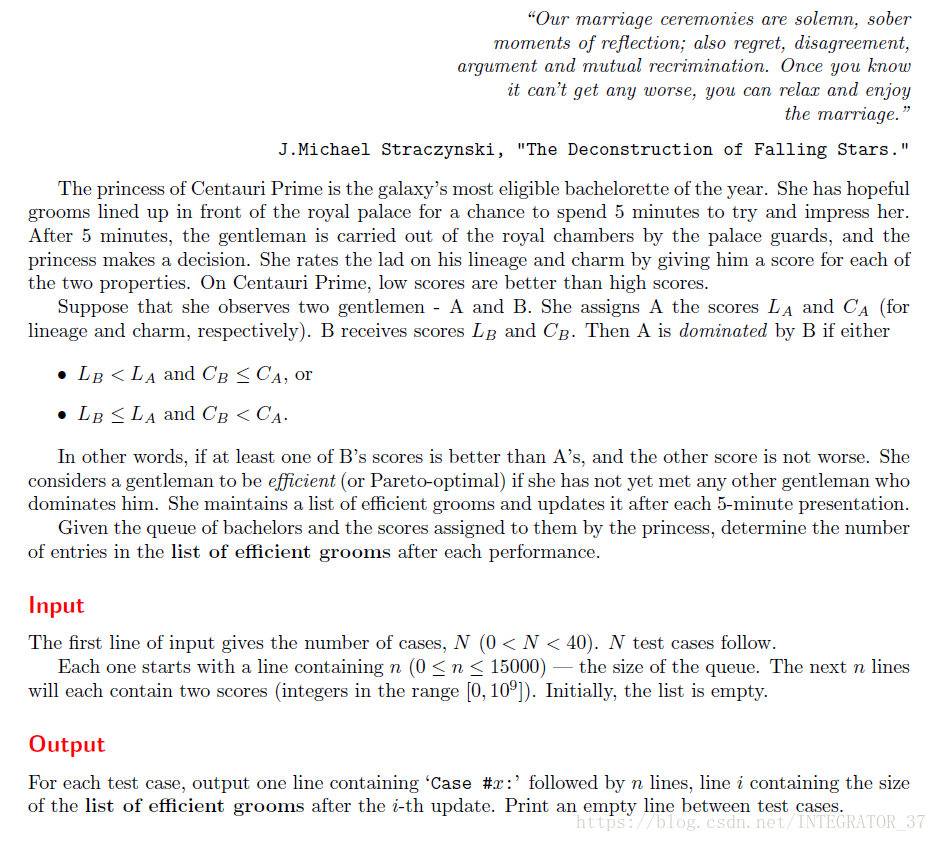 “Our marriage ceremonies are solemn, sober
moments of reflection; also regret, disagreement,
argument and mutual recrimination. Once you know
it can’t get any worse, you can relax and enjoy
the marriage.”
J.Michael Straczynski, "The Deconstruction of Falling Stars."
The princess of Centauri Prime is the galaxy’s most eligible bachelorette of the year. She has hopeful
grooms lined up in front of the royal palace for a chance to spend 5 minutes to try and impress her.
After 5 minutes, the gentleman is carried out of the royal chambers by the palace guards, and the
princess makes a decision. She rates the lad on his lineage and charm by giving him a score for each of
the two properties. On Centauri Prime, low scores are better than high scores.
Suppose that she observes two gentlemen - A and B. She assigns A the scores L_A and C_A (for
lineage and charm, respectively). B receives scores L_B and C_B. Then A is dominated by B if either
• L_B < L_A and C_B ≤ C_A, or
• L_B ≤ L_A and C_B < C_A.
In other words, if at least one of B’s scores is better than A’s, and the other score is not worse. She
considers a gentleman to be efficient (or Pareto-optimal) if she has not yet met any other gentleman who
dominates him. She maintains a list of efficient grooms and updates it after each 5-minute presentation.
Given the queue of bachelors and the scores assigned to them by the princess, determine the number
of entries in the list of efficient grooms after each performance.
Input
The first line of input gives the number of cases, N (0 < N < 40). N test cases follow.
Each one starts with a line containing n (0 ≤ n ≤ 15000) — the size of the queue. The next n lines
will each contain two scores (integers in the range [0, 10⁹]). Initially, the list is empty.
Output
For each test case, output one line containing ‘Case #x:’ followed by n lines, line i containing the size
of the list of efficient grooms after the i-th update. Print an empty line between test cases.
https://blog.csdn.net/INTEGRATOR_37